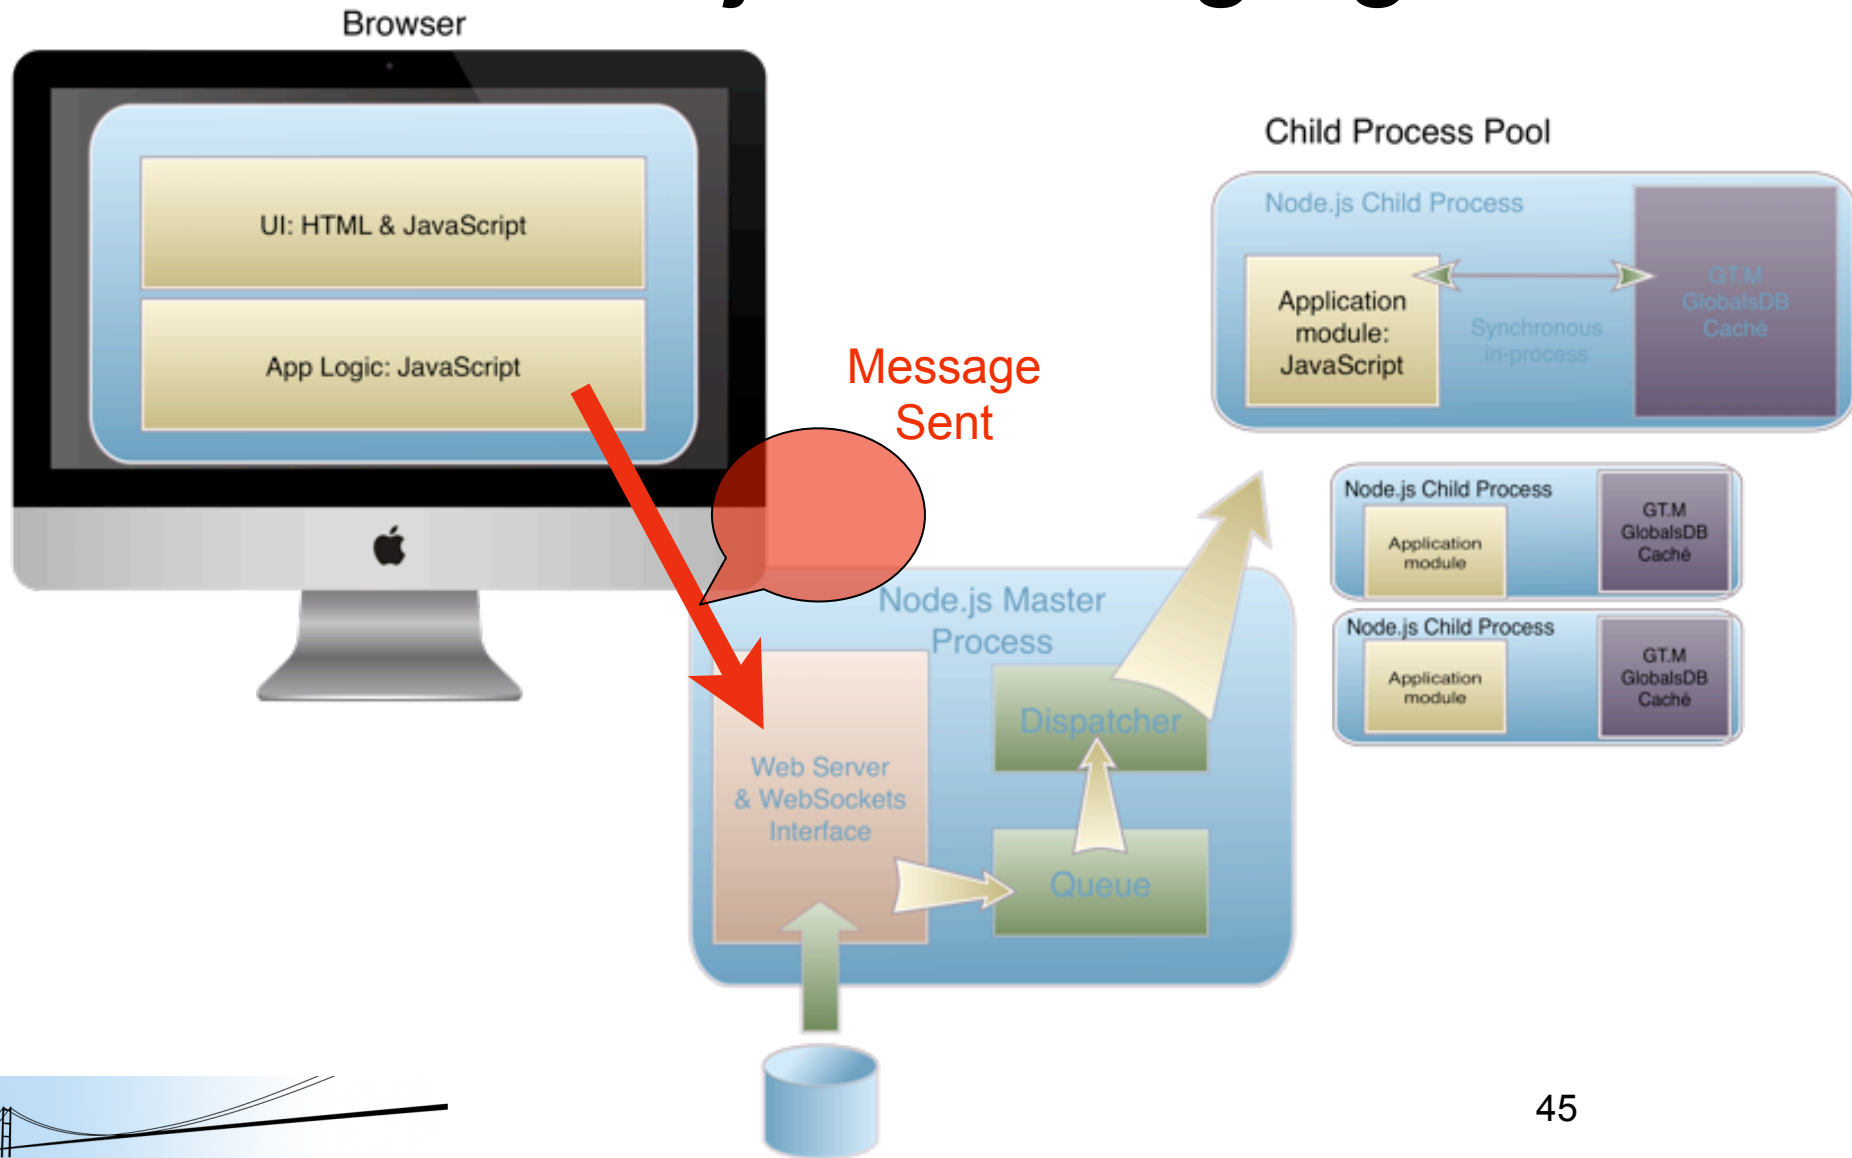 Browser
UI: HTML & JavaScript
App Logic: JavaScript
Message
Sent
Child Process Pool
Node.js Child Process
Application
module:
JavaScript
Synchronous
in-process
GT.M
GlobalsDB
Caché
Node.js Child Process
Application
module
GT.M
GlobalsDB
Caché
Node.js Child Process
Application
module
GT.M
GlobalsDB
Caché
Node.js Master
Process
Web Server
& WebSockets
Interface
Dispatcher
Queue
45